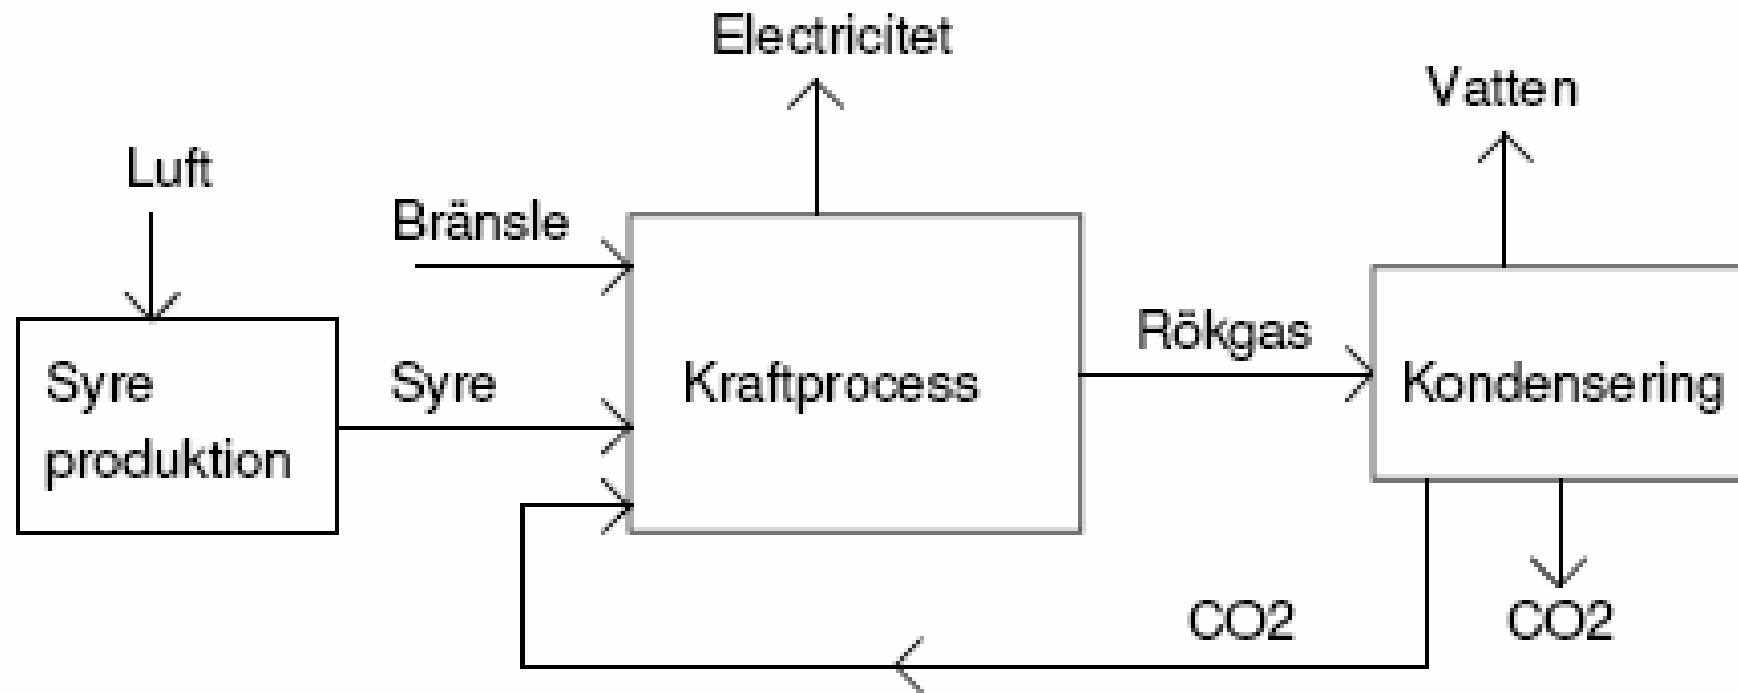 Electricitet
Vatten
Luft
Bränsle
Rökgas
Syre
produktion
Syre
Kraftprocess
Kondensering
CO2
CO2